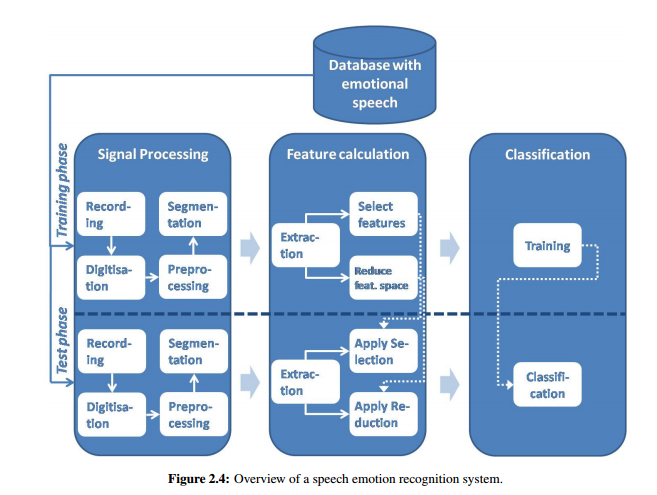 Database with
emotional
speech
Signal Processing
Feature calculation
Classification
Training phase
Record-
ing
Segmen-
tation
Digitisa-
tion
Prepro-
cessing
Extrac-
tion
Select
features
Reduce
feat. space
Training
Test phase
Record-
ing
Segmen-
tation
Digitisa-
tion
Prepro-
cessing
Extrac-
tion
Apply Se-
lection
Apply Re-
duction
Classifi-
cation
Figure 2.4: Overview of a speech emotion recognition system.